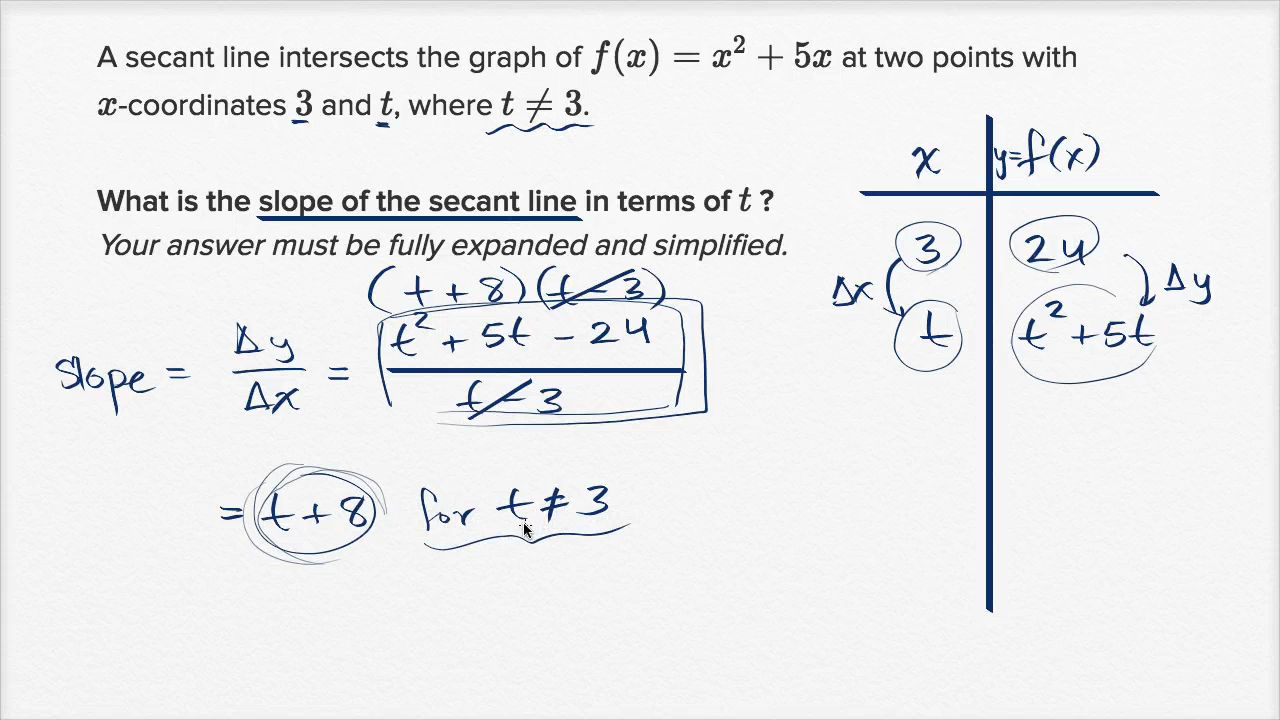 A secant line intersects the graph of f(x) = x² + 5x at two points with
x-coordinates 3 and t, where t ≠ 3.
What is the slope of the secant line in terms of t ?
Your answer must be fully expanded and simplified.
(t + 8)(t - 3)
slope = Δy/Δx = t² + 5t - 24 / t - 3
= t + 8 for t ≠ 3
x y=f(x)
3 24
Δx Δy
t t² + 5t